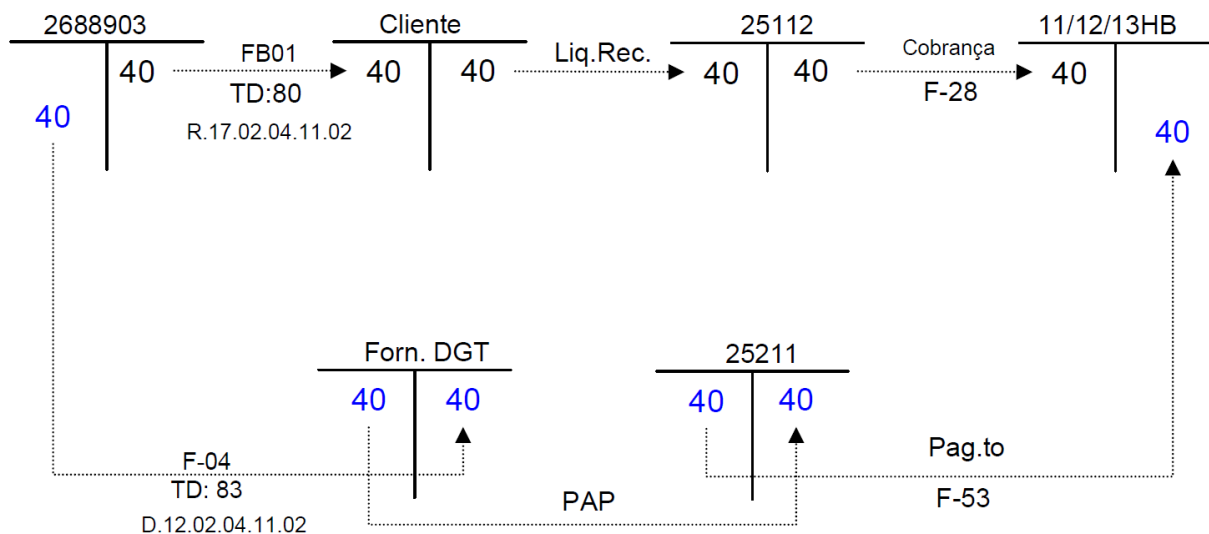 2688903
Cliente
25112
11/12/13HB
40
FB01
40
40
Liq.Rec.
40
40
Cobrança
40
TD:80
F-28
40
R.17.02.04.11.02
40
Forn. DGT
25211
40
40
40
40
F-04
Pag.to
TD: 83
PAP
F-53
D.12.02.04.11.02